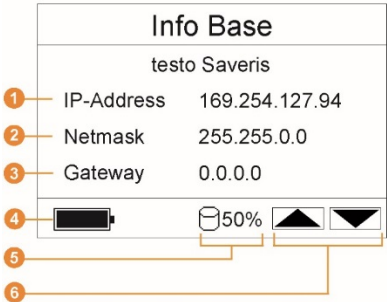 Info Base
testo Saveris
1 IP-Address 169.254.127.94
2 Netmask 255.255.0.0
3 Gateway 0.0.0.0
4 50%
5
6